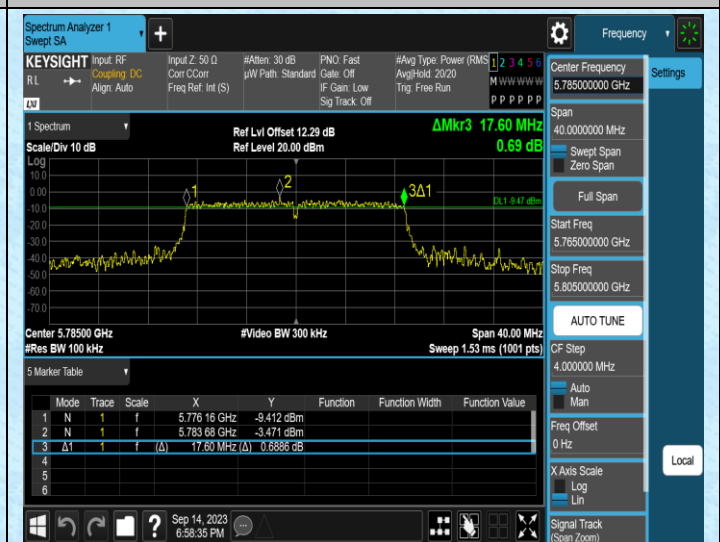 Spectrum Analyzer 1
Swept SA
Frequency
KEYSIGHT
RL
LXI
Input: RF
Coupling: DC
Align: Auto
Input Z: 50 Ω
Corr CCorr
Freq Ref: Int (S)
#Atten: 30 dB
µW Path: Standard
PNO: Fast
Gate: Off
IF Gain: Low
Sig Track: Off
#Avg Type: Power (RMS
Avg|Hold: 20/20
Trig: Free Run
1 2 3 4 5 6
M W W W W W
P P P P P P
1 Spectrum
Scale/Div 10 dB
Ref Lvl Offset 12.29 dB
Ref Level 20.00 dBm
ΔMkr3 17.60 MHz
0.69 dB
Log
10.0
0.00
-10.0
-20.0
-30.0
-40.0
-50.0
-60.0
-70.0
1
2
3Δ1
DL1 -9.47 dBm
Center 5.78500 GHz
#Video BW 300 kHz
Span 40.00 MHz
#Res BW 100 kHz
Sweep 1.53 ms (1001 pts)
5 Marker Table
Mode Trace Scale X Y Function Function Width Function Value
1 N 1 f 5.776 16 GHz -9.412 dBm
2 N 1 f 5.783 68 GHz -3.471 dBm
3 Δ1 1 f (Δ) 17.60 MHz (Δ) 0.6886 dB
4
5
6
Sep 14, 2023
6:58:35 PM
Center Frequency
5.785000000 GHz
Span
40.0000000 MHz
Swept Span
Zero Span
Full Span
Start Freq
5.765000000 GHz
Stop Freq
5.805000000 GHz
AUTO TUNE
CF Step
4.000000 MHz
Auto
Man
Freq Offset
0 Hz
X Axis Scale
Log
Lin
Signal Track
(Span Zoom)
Settings
Local